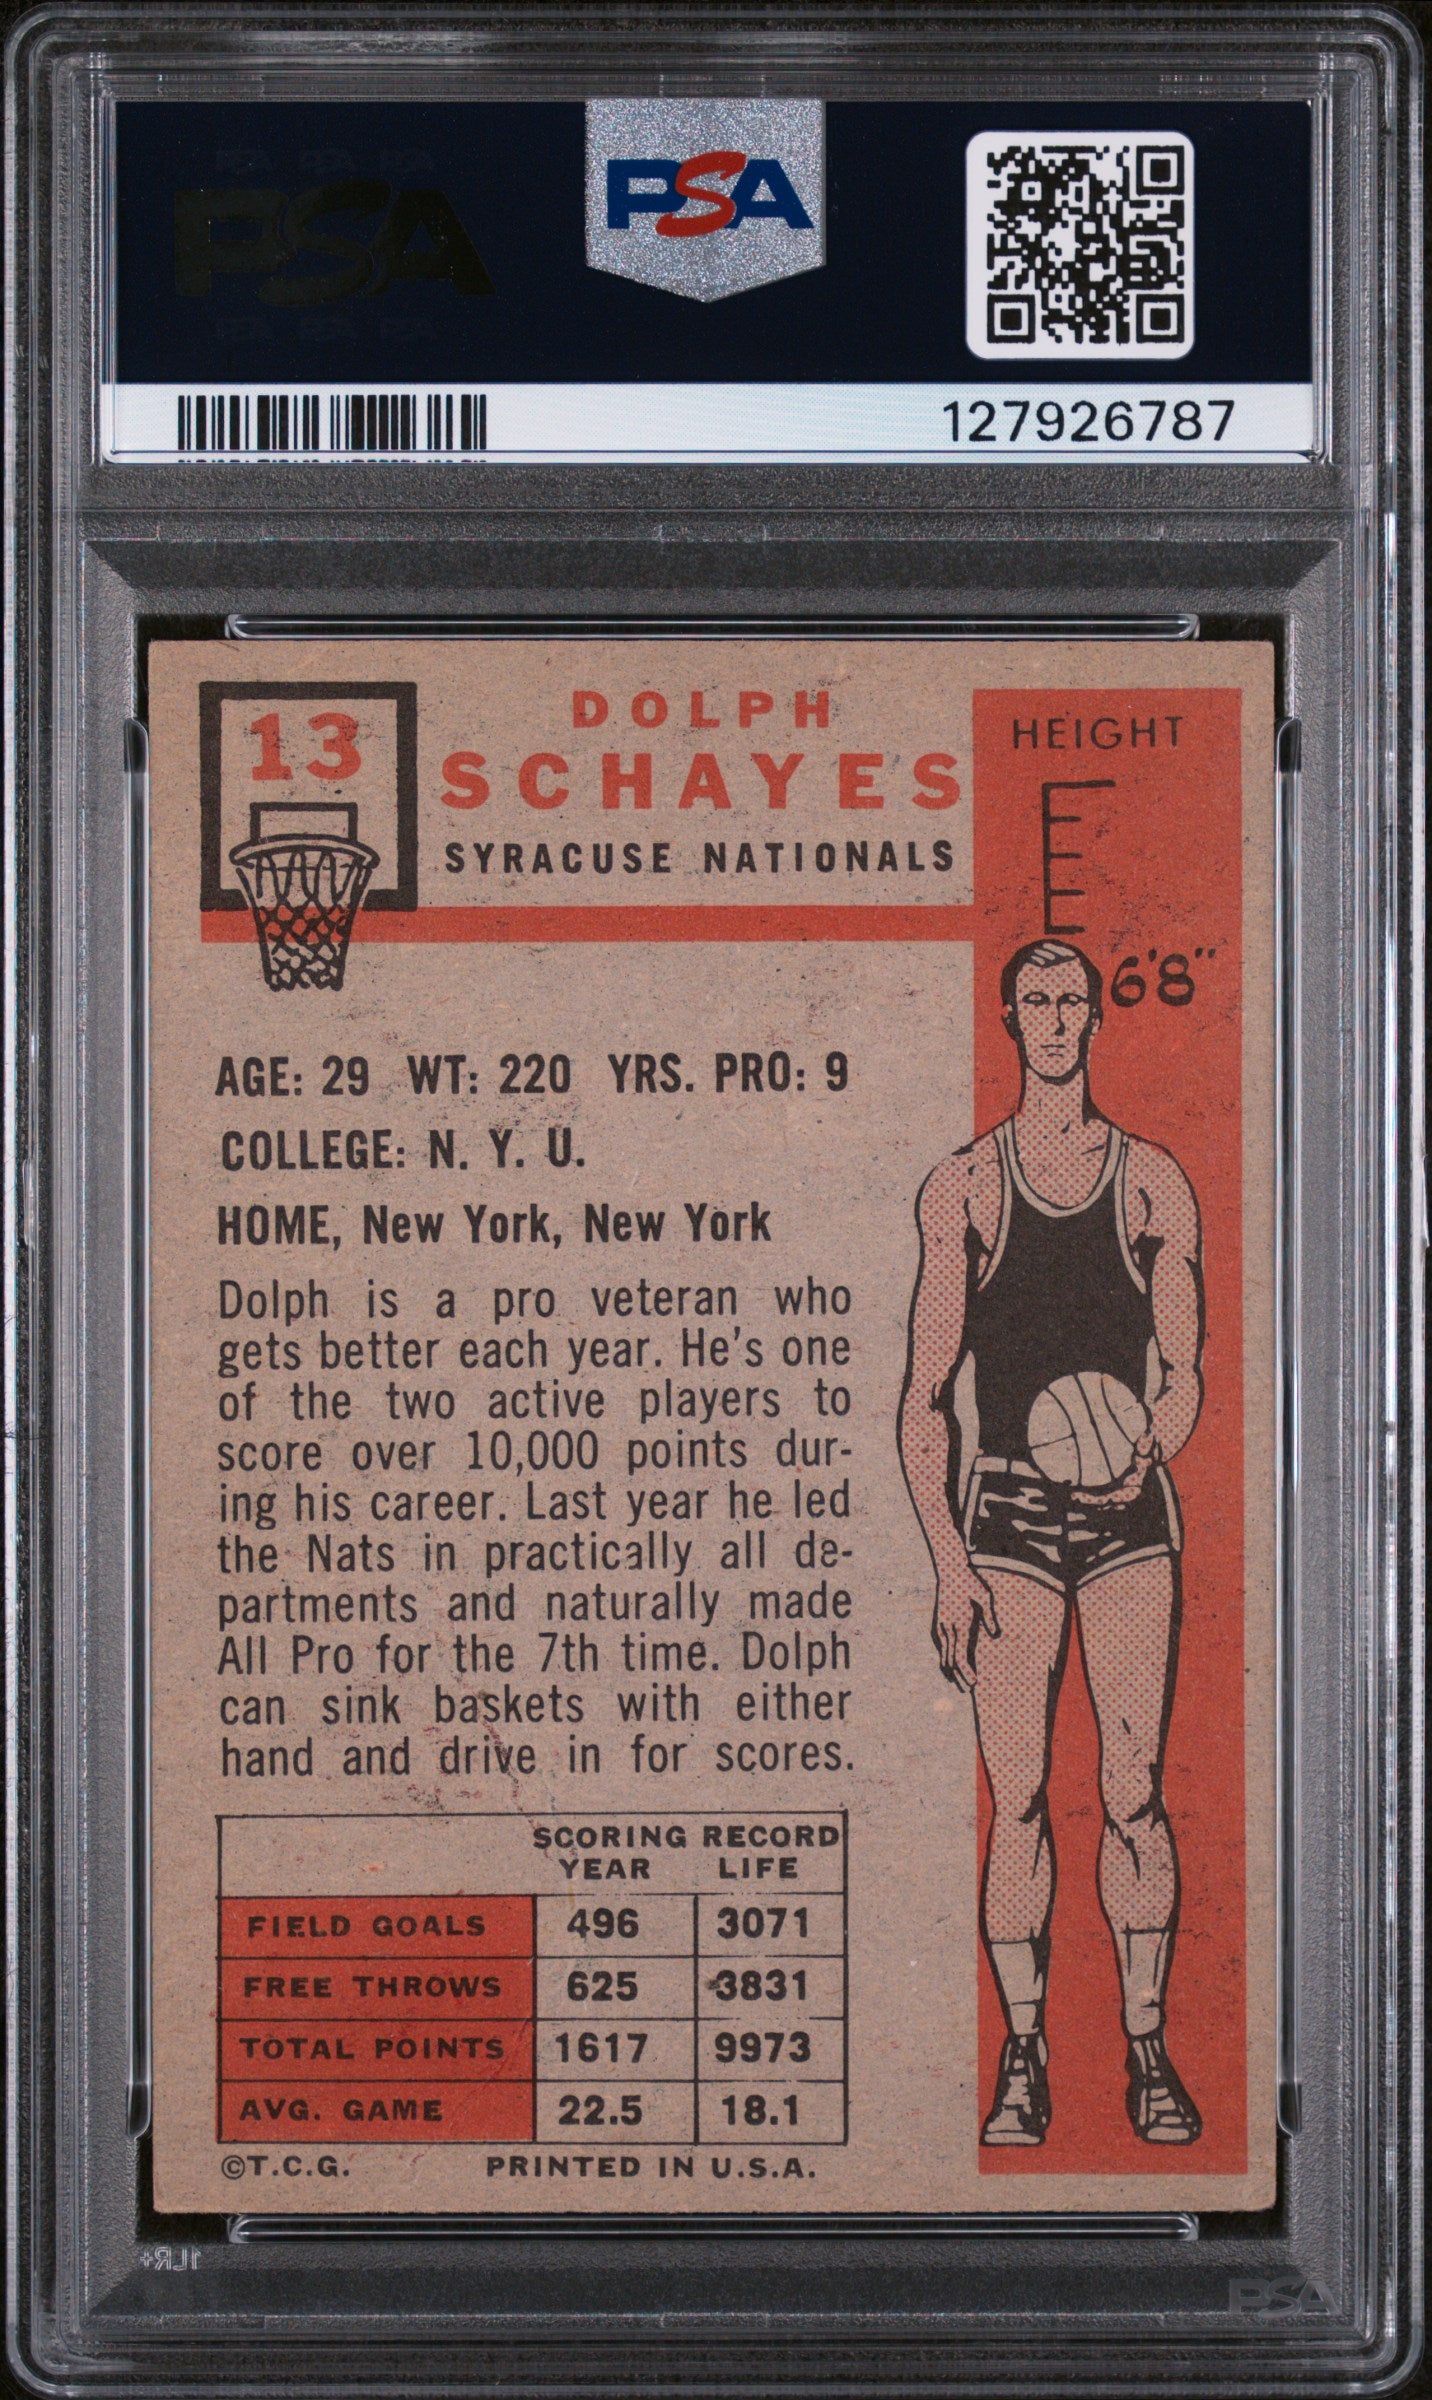 PSA
PSA
127926787
13
DOLPH
SCHAYES
SYRACUSE NATIONALS
HEIGHT
6'8"
AGE: 29 WT: 220 YRS. PRO: 9
COLLEGE: N. Y. U.
HOME, New York, New York
Dolph is a pro veteran who
gets better each year. He's one
of the two active players to
score over 10,000 points dur-
ing his career. Last year he led
the Nats in practically all de-
partments and naturally made
All Pro for the 7th time. Dolph
can sink baskets with either
hand and drive in for scores.
SCORING RECORD
YEAR LIFE
FIELD GOALS 496 3071
FREE THROWS 625 3831
TOTAL POINTS 1617 9973
AVG. GAME 22.5 18.1
©T.C.G. PRINTED IN U.S.A.
1LR+
PSA